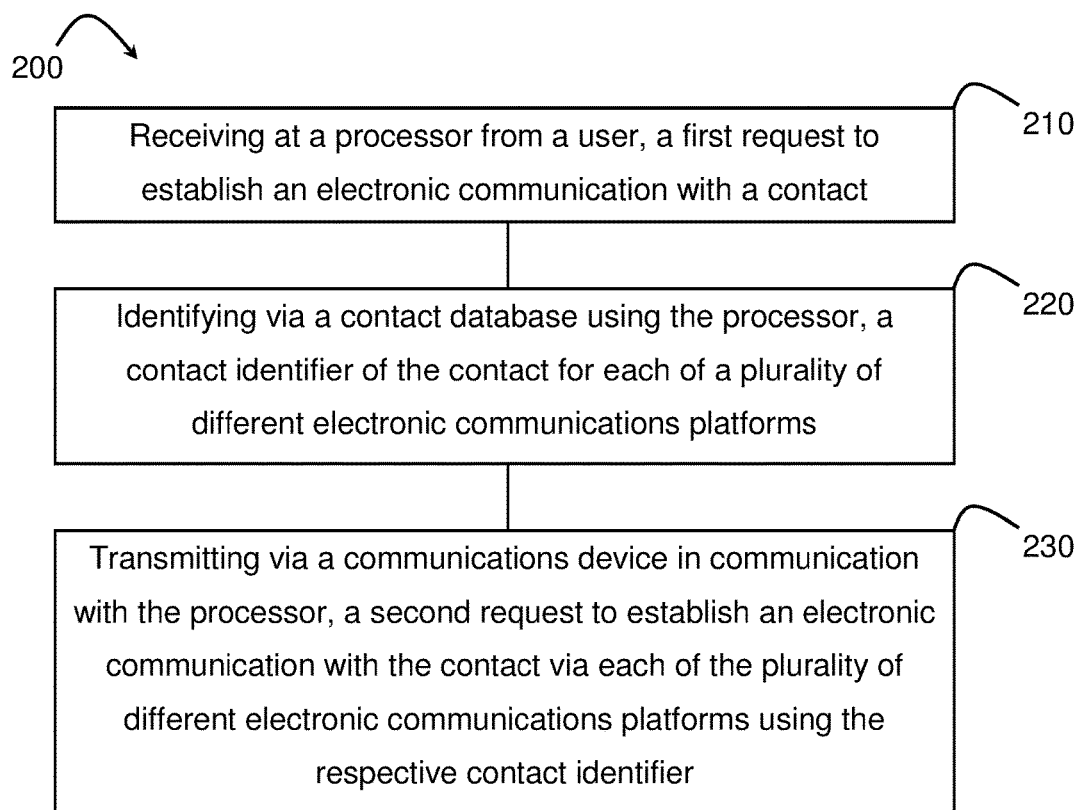 200
Receiving at a processor from a user, a first request to
establish an electronic communication with a contact
210
Identifying via a contact database using the processor, a
contact identifier of the contact for each of a plurality of
different electronic communications platforms
220
Transmitting via a communications device in communication
with the processor, a second request to establish an electronic
communication with the contact via each of the plurality of
different electronic communications platforms using the
respective contact identifier
230